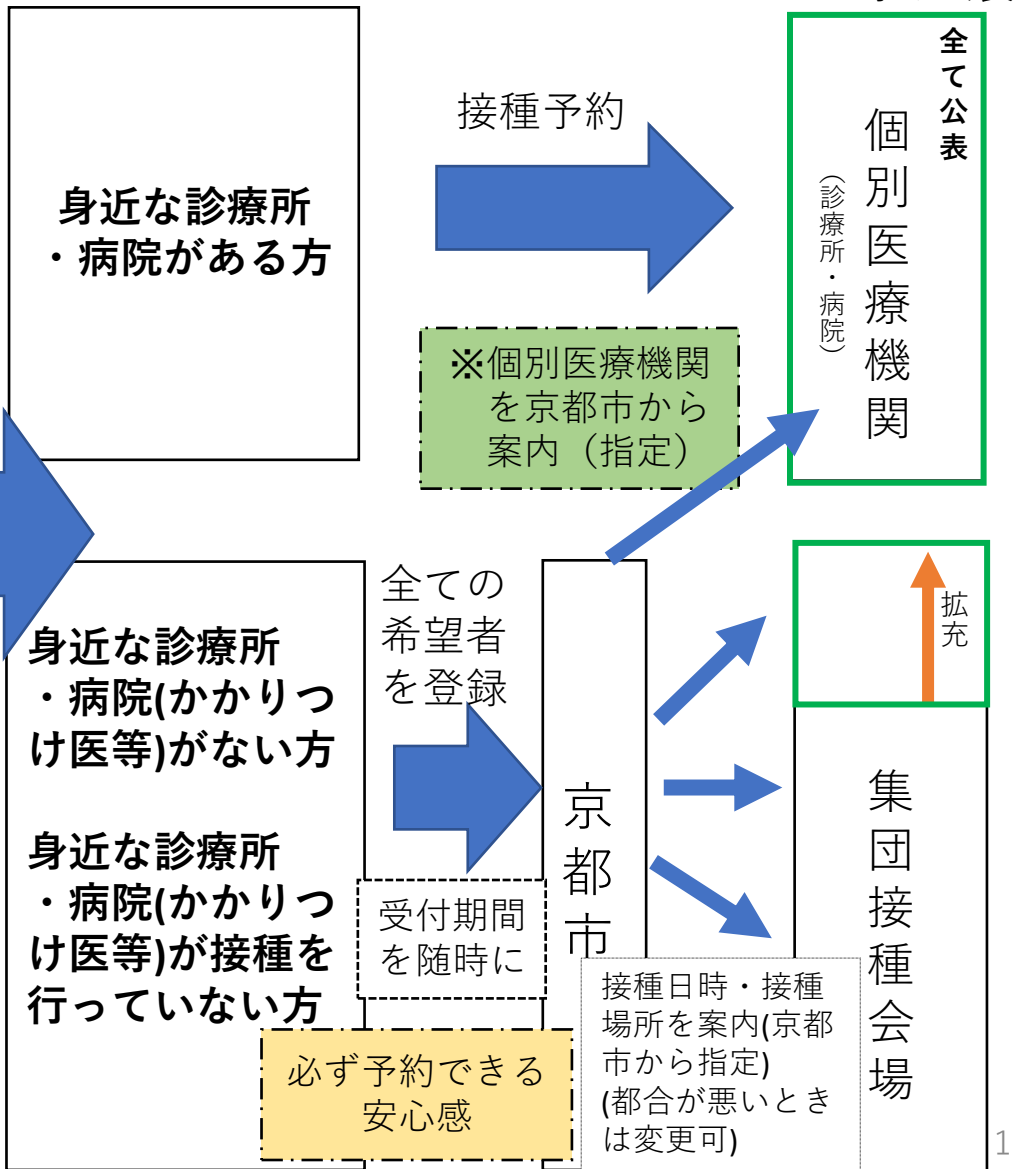 身近な診療所
・病院がある方
接種予約
全て公表
個別医療機関
（診療所・病院）
※個別医療機関
を京都市から
案内（指定）
身近な診療所
・病院(かかりつ
け医等)がない方
身近な診療所
・病院(かかりつ
け医等)が接種を
行っていない方
全ての
希望者
を登録
受付期間
を随時に
必ず予約できる
安心感
京都市
接種日時・接種
場所を案内(京都
市から指定)
(都合が悪いとき
は変更可)
拡充
集団接種会場
1